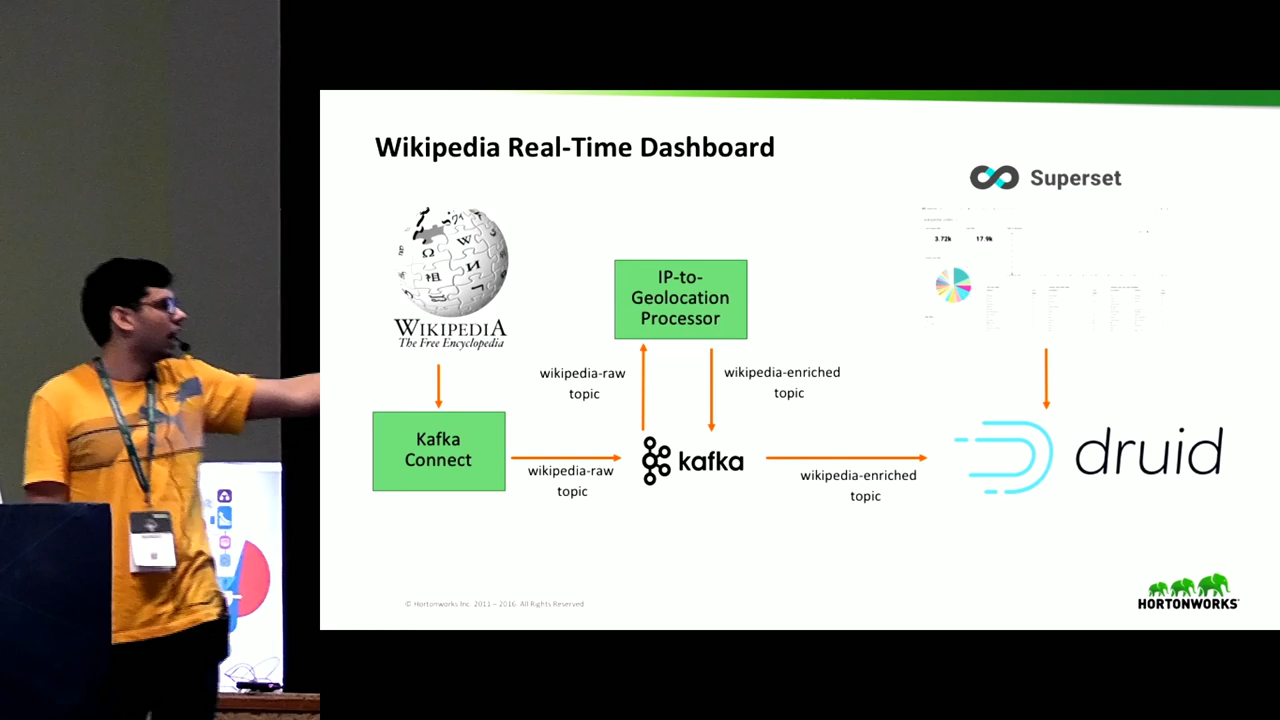 Wikipedia Real-Time Dashboard
Superset
Ω
W
И
祖
3.72k
17.9k
WIKIPEDIA
The Free Encyclopedia
IP-to-
Geolocation
Processor
wikipedia-raw
topic
wikipedia-enriched
topic
Kafka
Connect
wikipedia-raw
topic
kafka
wikipedia-enriched
topic
druid
© Hortonworks Inc. 2011 – 2016. All Rights Reserved
HORTONWORKS